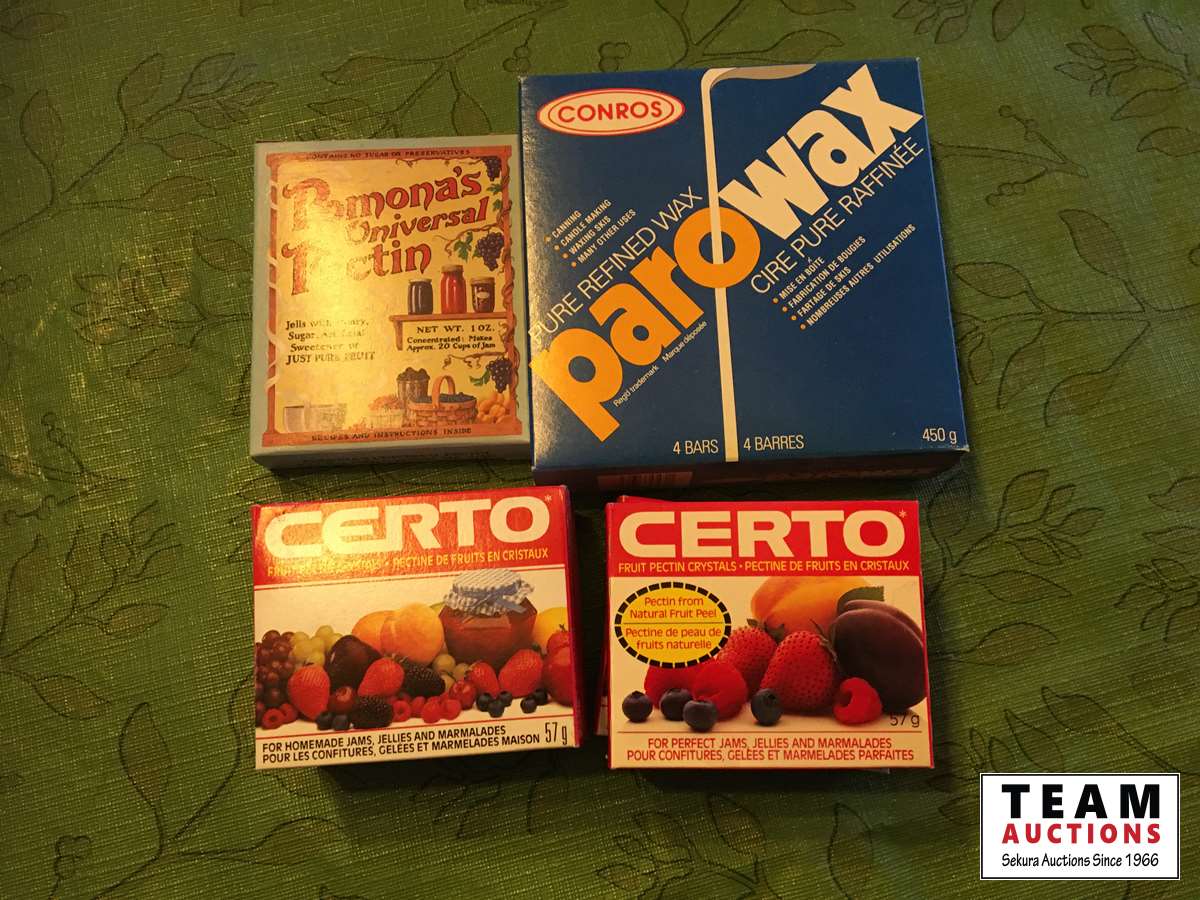 CONTAINS NO SUGAR OR PRESERVATIVES
Pomona's
Universal
Pectin
Jells with Honey,
Sugar, Artificial
Sweetener or
JUST PURE FRUIT
NET WT. 1 OZ.
Concentrated: Makes
Approx. 20 Cups of Jam
RECIPES AND INSTRUCTIONS INSIDE
CONROS
• CANNING
• CANDLE MAKING
• WAXING SKIS
• MANY OTHER USES
PURE REFINED WAX
parowax
CIRE PURE RAFFINÉE
• MISE EN BOÎTE
• FABRICATION DE BOUGIES
• FARTAGE DE SKIS
• NOMBREUSES AUTRES UTILISATIONS
Reg'd trademark Marque déposée
4 BARS 4 BARRES
450 g
CERTO*
FRUIT PECTIN CRYSTALS • PECTINE DE FRUITS EN CRISTAUX
FOR HOMEMADE JAMS, JELLIES AND MARMALADES
POUR LES CONFITURES, GELÉES ET MARMELADES MAISON
57 g
CERTO*
FRUIT PECTIN CRYSTALS • PECTINE DE FRUITS EN CRISTAUX
Pectin from
Natural Fruit Peel
Pectine de peau de
fruits naturelle
57 g
FOR PERFECT JAMS, JELLIES AND MARMALADES
POUR CONFITURES, GELÉES ET MARMELADES PARFAITES
TEAM
AUCTIONS
Sekura Auctions Since 1966